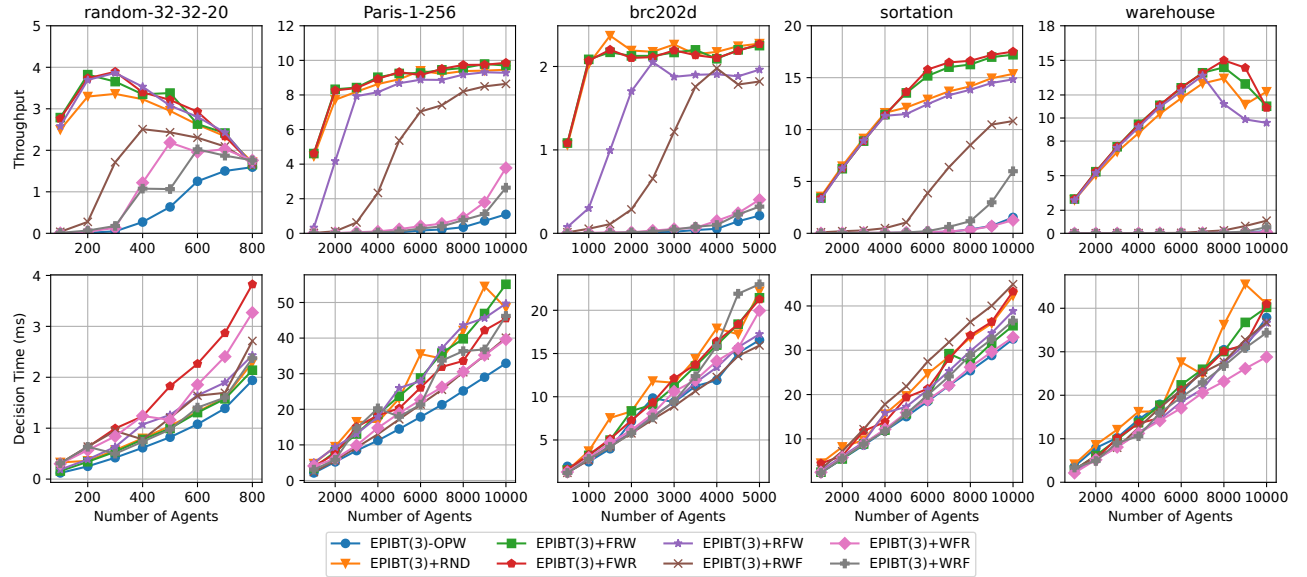 random-32-32-20 Paris-1-256 brc202d sortation warehouse
Throughput
5
4
3
2
1
0
200 400 600 800
12
10
8
6
4
2
0
2000 4000 6000 8000 10000
2
1
0
1000 2000 3000 4000 5000
20
15
10
5
0
2000 4000 6000 8000 10000
18
15
12
10
8
5
2
0
2000 4000 6000 8000 10000
Decision Time (ms)
4
3
2
1
0
200 400 600 800
Number of Agents
50
40
30
20
10
0
2000 4000 6000 8000 10000
Number of Agents
20
15
10
5
1000 2000 3000 4000 5000
Number of Agents
40
30
20
10
2000 4000 6000 8000 10000
Number of Agents
40
30
20
10
0
2000 4000 6000 8000 10000
Number of Agents
EPIBT(3)-OPW EPIBT(3)+FRW EPIBT(3)+RFW EPIBT(3)+WFR
EPIBT(3)+RND EPIBT(3)+FWR EPIBT(3)+RWF EPIBT(3)+WRF